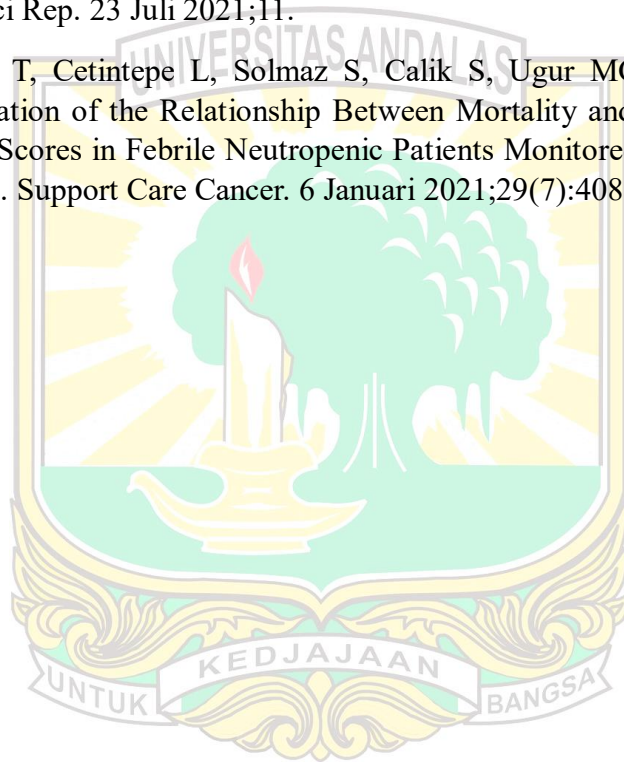 ci Rep. 23 Juli 2021;11.
UNIVERSITAS ANDALAS
T, Cetintepe L, Solmaz S, Calik S, Ugur MC
ation of the Relationship Between Mortality and
Scores in Febrile Neutropenic Patients Monitore
. Support Care Cancer. 6 Januari 2021;29(7):408
UNTUK KEDJAJAAN BANGSA